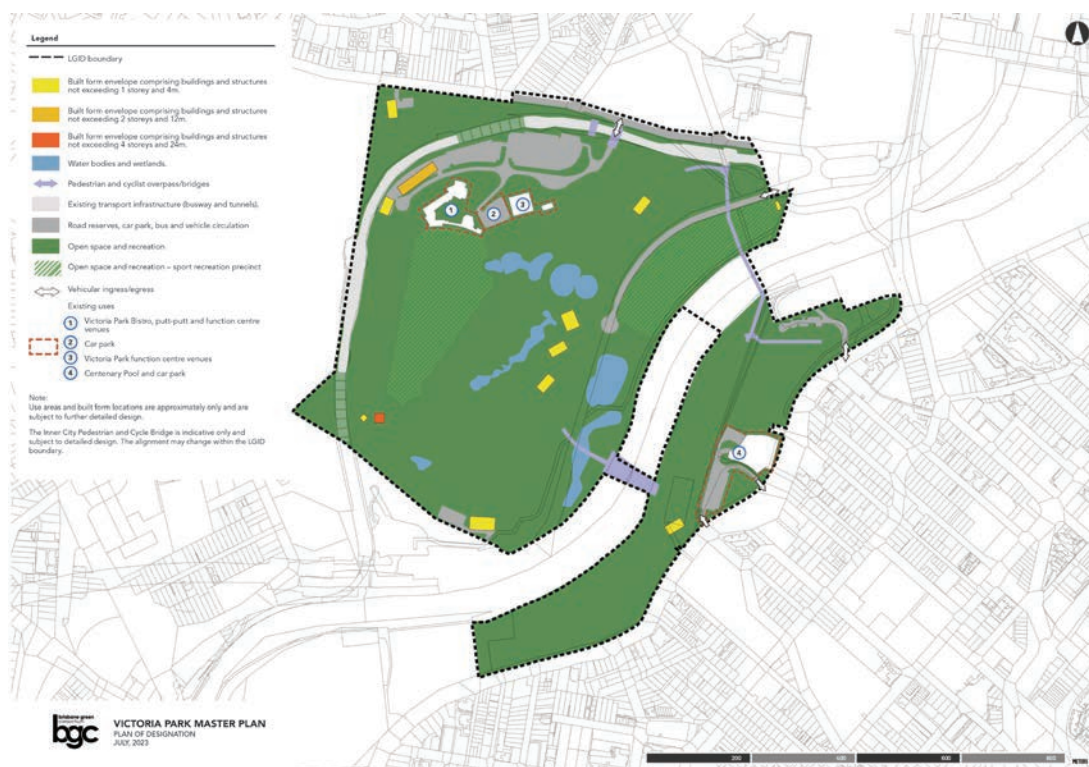 Legend
LGID boundary
Built form envelope comprising buildings and structures
not exceeding 1 storey and 4m.
Built form envelope comprising buildings and structures
not exceeding 2 storeys and 12m.
Built form envelope comprising buildings and structures
not exceeding 4 storeys and 24m.
Water bodies and wetlands.
Pedestrian and cyclist overpass/bridges
Existing transport infrastructure (busway and tunnels).
Road reserves, car park, bus and vehicle circulation
Open space and recreation
Open space and recreation – sport recreation precinct
Vehicular ingress/egress
Existing uses
1 Victoria Park Bistro, putt-putt and function centre
venues
2 Car park
3 Victoria Park function centre venues
4 Centenary Pool and car park
Note:
Use areas and built form locations are approximately only and are
subject to further detailed design.
The Inner City Pedestrian and Cycle Bridge is indicative only and
subject to detailed design. The alignment may change within the LGID
boundary.
1
2
3
4
bgc
VICTORIA PARK MASTER PLAN
PLAN OF DESIGNATION
JULY, 2023
200